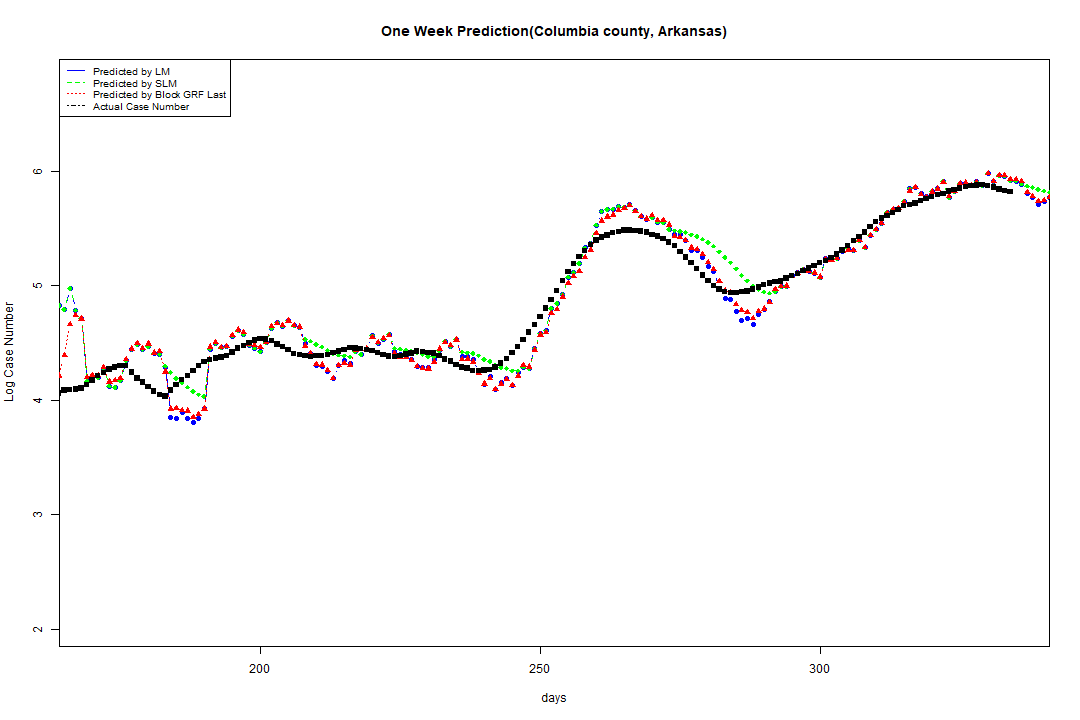 One Week Prediction(Columbia county, Arkansas)
Predicted by LM
Predicted by SLM
Predicted by Block GRF Last
Actual Case Number
6
5
4
3
2
Log Case Number
200 250 300
days